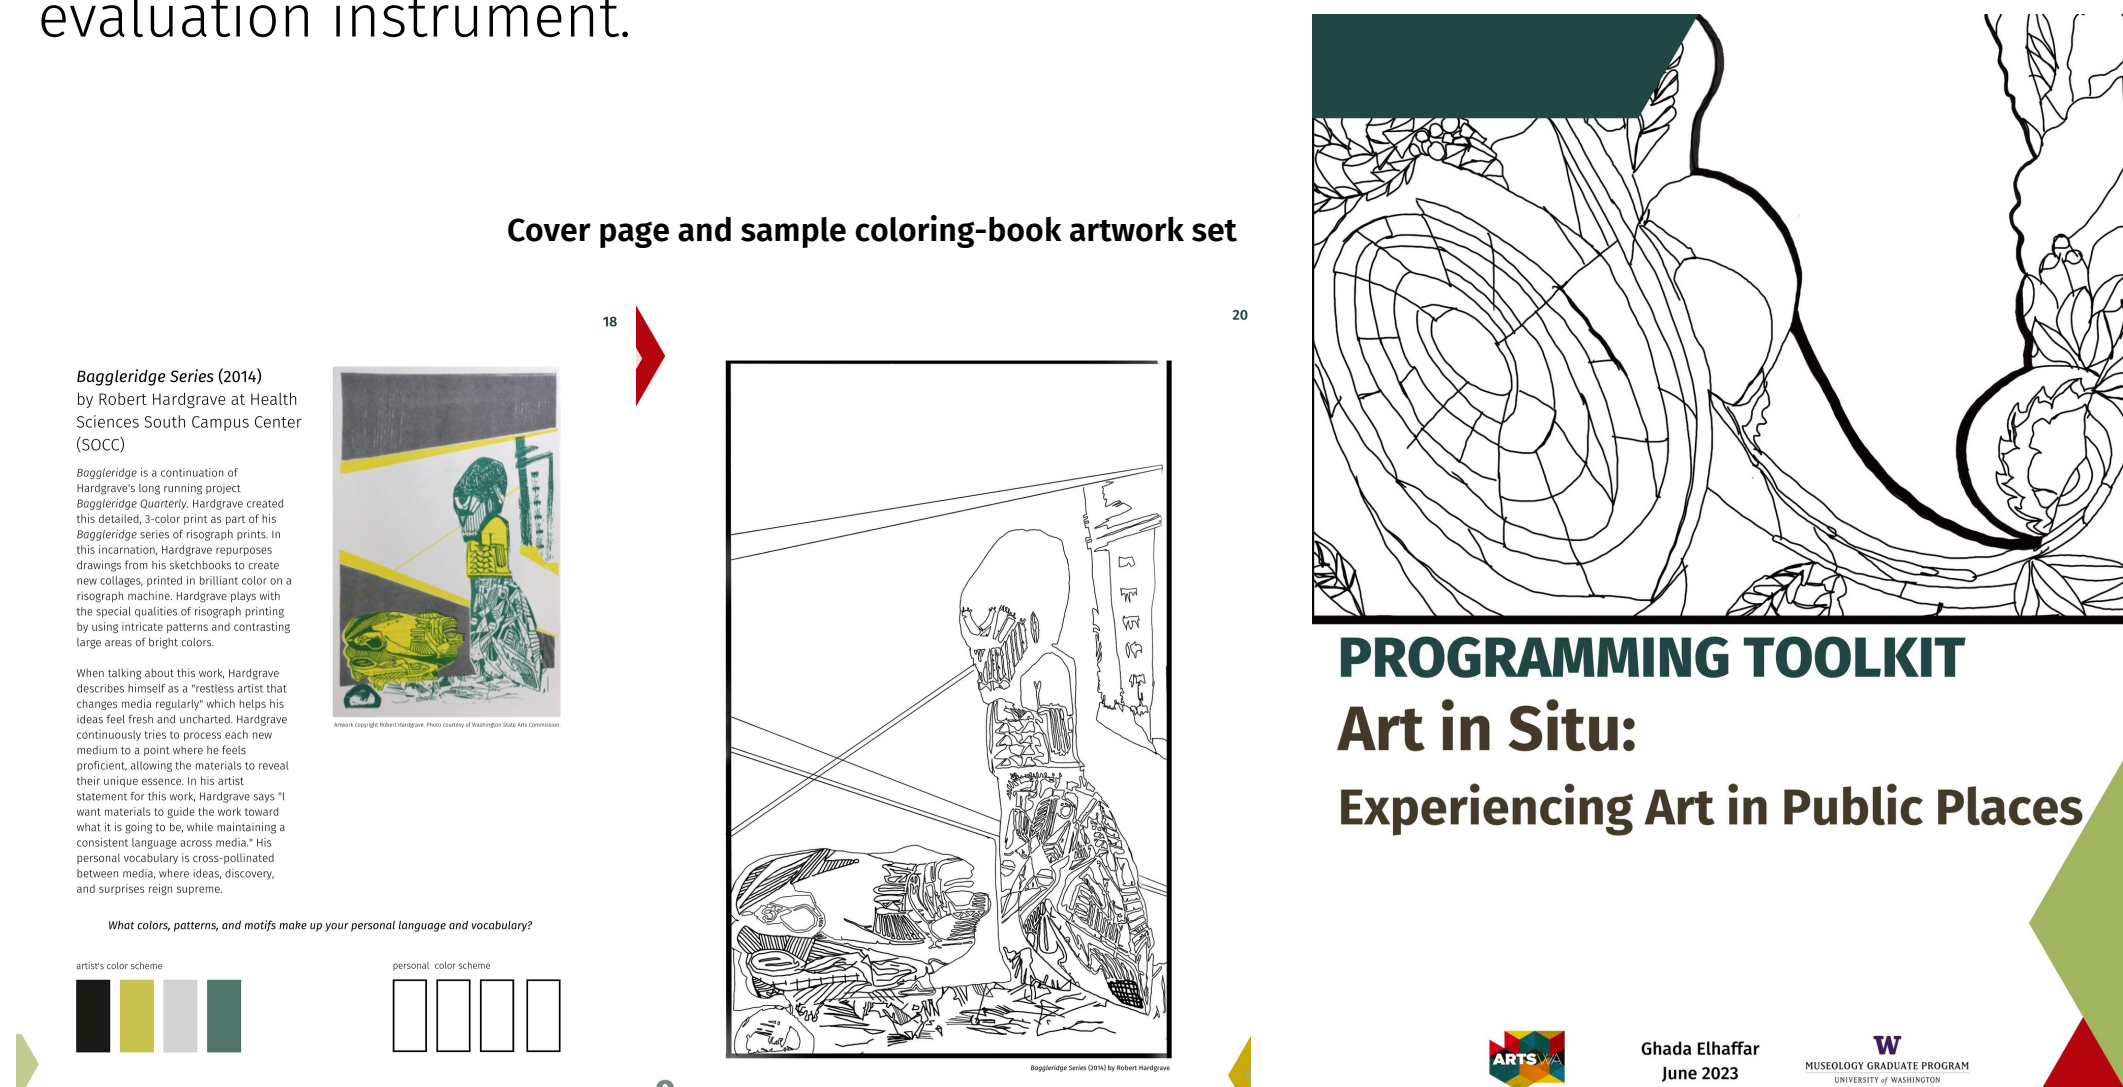 evaluation instrument.
Cover page and sample coloring-book artwork set
18
Baggleridge Series (2014)
by Robert Hardgrave at Health
Sciences South Campus Center
(SOCC)
Baggleridge is a continuation of
Hardgrave's long running project
Baggleridge Quarterly. Hardgrave created
this detailed, 3-color print as part of his
Baggleridge series of risograph prints. In
this incarnation, Hardgrave repurposes
drawings from his sketchbooks to create
new collages, printed in brilliant color on a
risograph machine. Hardgrave plays with
the special qualities of risograph printing
by using intricate patterns and contrasting
large areas of bright colors.
When talking about this work, Hardgrave
describes himself as a "restless artist that
changes media regularly" which helps his
ideas feel fresh and uncharted. Hardgrave
continuously tries to process each new
medium to a point where he feels
proficient, allowing the materials to reveal
their unique essence. In his artist
statement for this work, Hardgrave says "I
want materials to guide the work toward
what it is going to be, while maintaining a
consistent language across media." His
personal vocabulary is cross-pollinated
between media, where ideas, discovery,
and surprises reign supreme.
Artwork copyright Robert Hardgrave. Photo courtesy of Washington State Arts Commission.
What colors, patterns, and motifs make up your personal language and vocabulary?
artist's color scheme
personal color scheme
20
Baggleridge Series (2014) by Robert Hardgrave
PROGRAMMING TOOLKIT
Art in Situ:
Experiencing Art in Public Places
ARTSWA
Ghada Elhaffar
June 2023
W
MUSEOLOGY GRADUATE PROGRAM
UNIVERSITY of WASHINGTON